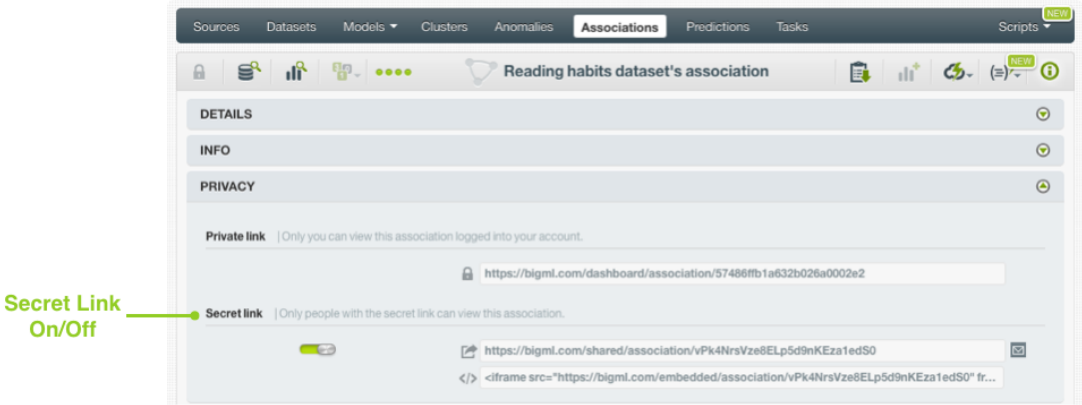 Sources Datasets Models Clusters Anomalies Associations Predictions Tasks Scripts NEW
Reading habits dataset's association (=) NEW
DETAILS
INFO
PRIVACY
Private link | Only you can view this association logged into your account.
https://bigml.com/dashboard/association/57486ffb1a632b026a0002e2
Secret Link
On/Off
Secret link | Only people with the secret link can view this association.
https://bigml.com/shared/association/vPk4NrsVze8ELp5d9nKEza1edS0
</> <iframe src="https://bigml.com/embedded/association/vPk4NrsVze8ELp5d9nKEza1edS0" fr...